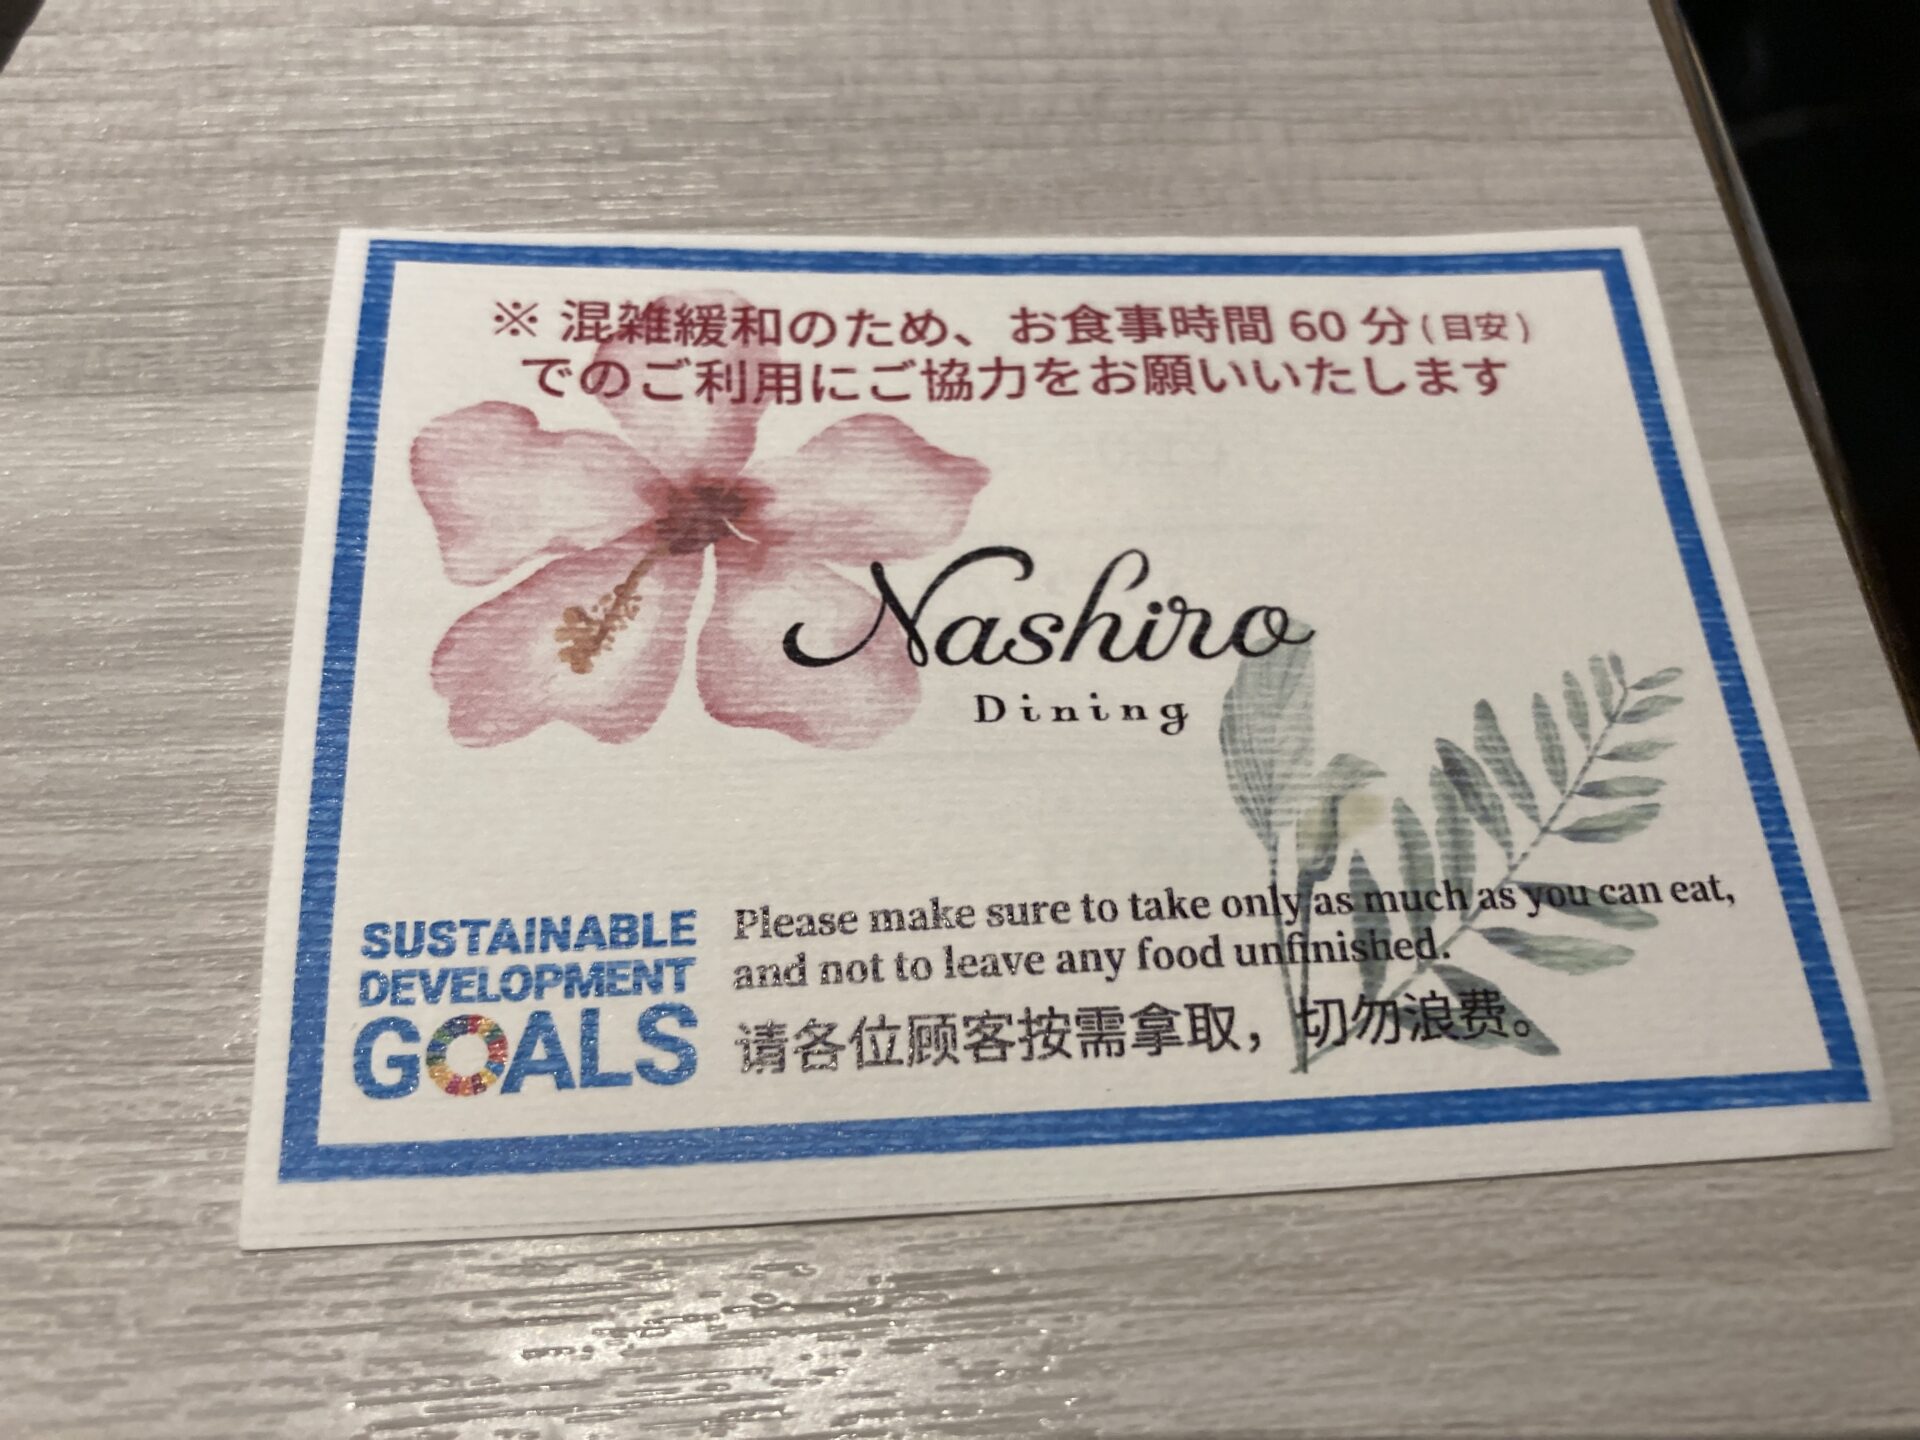 ※ 混雑緩和のため、お食事時間 60 分 ( 目安 )
でのご利用にご協力をお願いいたします
Nashiro
Dining
SUSTAINABLE
DEVELOPMENT
GOALS
Please make sure to take only as much as you can eat,
and not to leave any food unfinished.
请各位顾客按需拿取，切勿浪费。